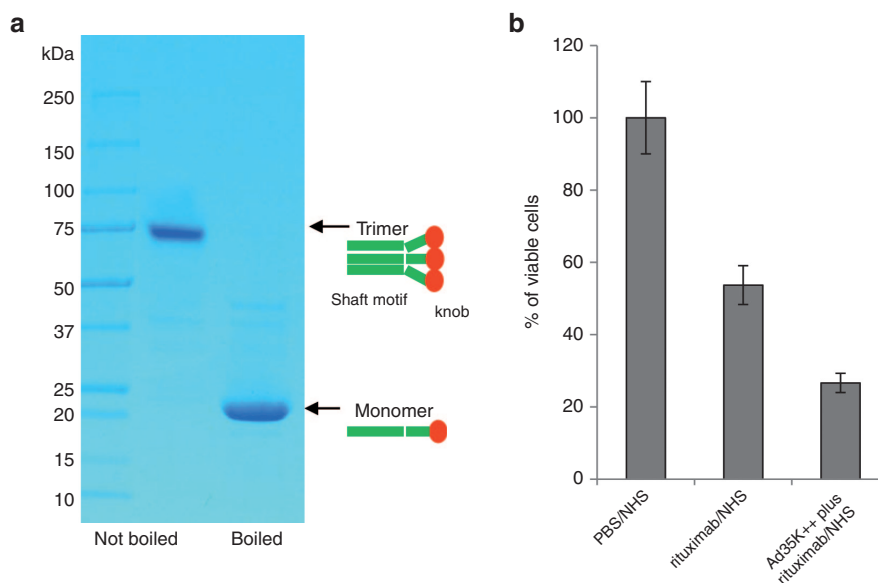 a
kDa
250
150
100
75
50
37
25
20
15
10
Trimer
Shaft motif
knob
Monomer
Not boiled
Boiled
b
% of viable cells
120
100
80
60
40
20
0
PBS/NHS
rituximab/NHS
Ad35K++ plus
rituximab/NHS